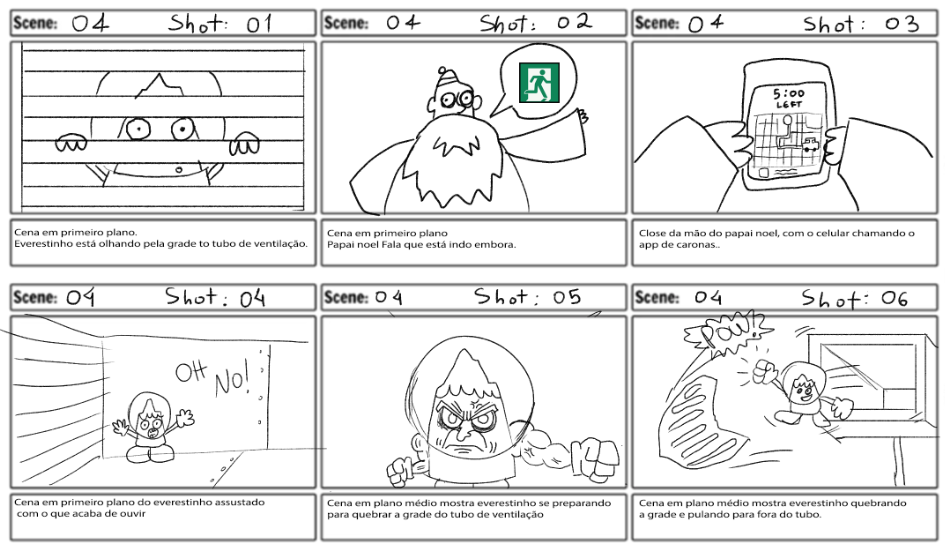 Scene: 04 Shot: 01
Scene: 04 Shot: 02
Scene: 04 Shot: 03
5:00
LEFT
Cena em primeiro plano.
Everestinho está olhando pela grade to tubo de ventilação.
Cena em primeiro plano
Papai noel Fala que está indo embora.
Close da mão do papai noel, com o celular chamando o
app de caronas..
Scene: 04 Shot: 04
Scene: 04 Shot: 05
Scene: 04 Shot: 06
OH NO!
POW!
Cena em primeiro plano do everestinho assustado
com o que acaba de ouvir
Cena em plano médio mostra everestinho se preparando
para quebrar a grade do tubo de ventilação
Cena em plano médio mostra everestinho quebrando
a grade e pulando para fora do tubo.